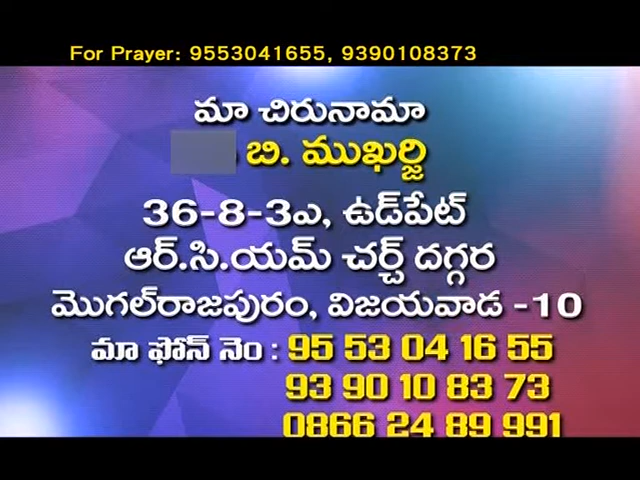 For Prayer: 9553041655, 9390108373
మా చిరునామా
బి. ముఖర్జి
36-8-3ఎ, ఉడ్‌పేట్
ఆర్.సి.యమ్ చర్చ్ దగ్గర
మొగల్‌రాజపురం, విజయవాడ -10
మా ఫోన్ నెం : 95 53 04 16 55
93 90 10 83 73
0866 24 89 991